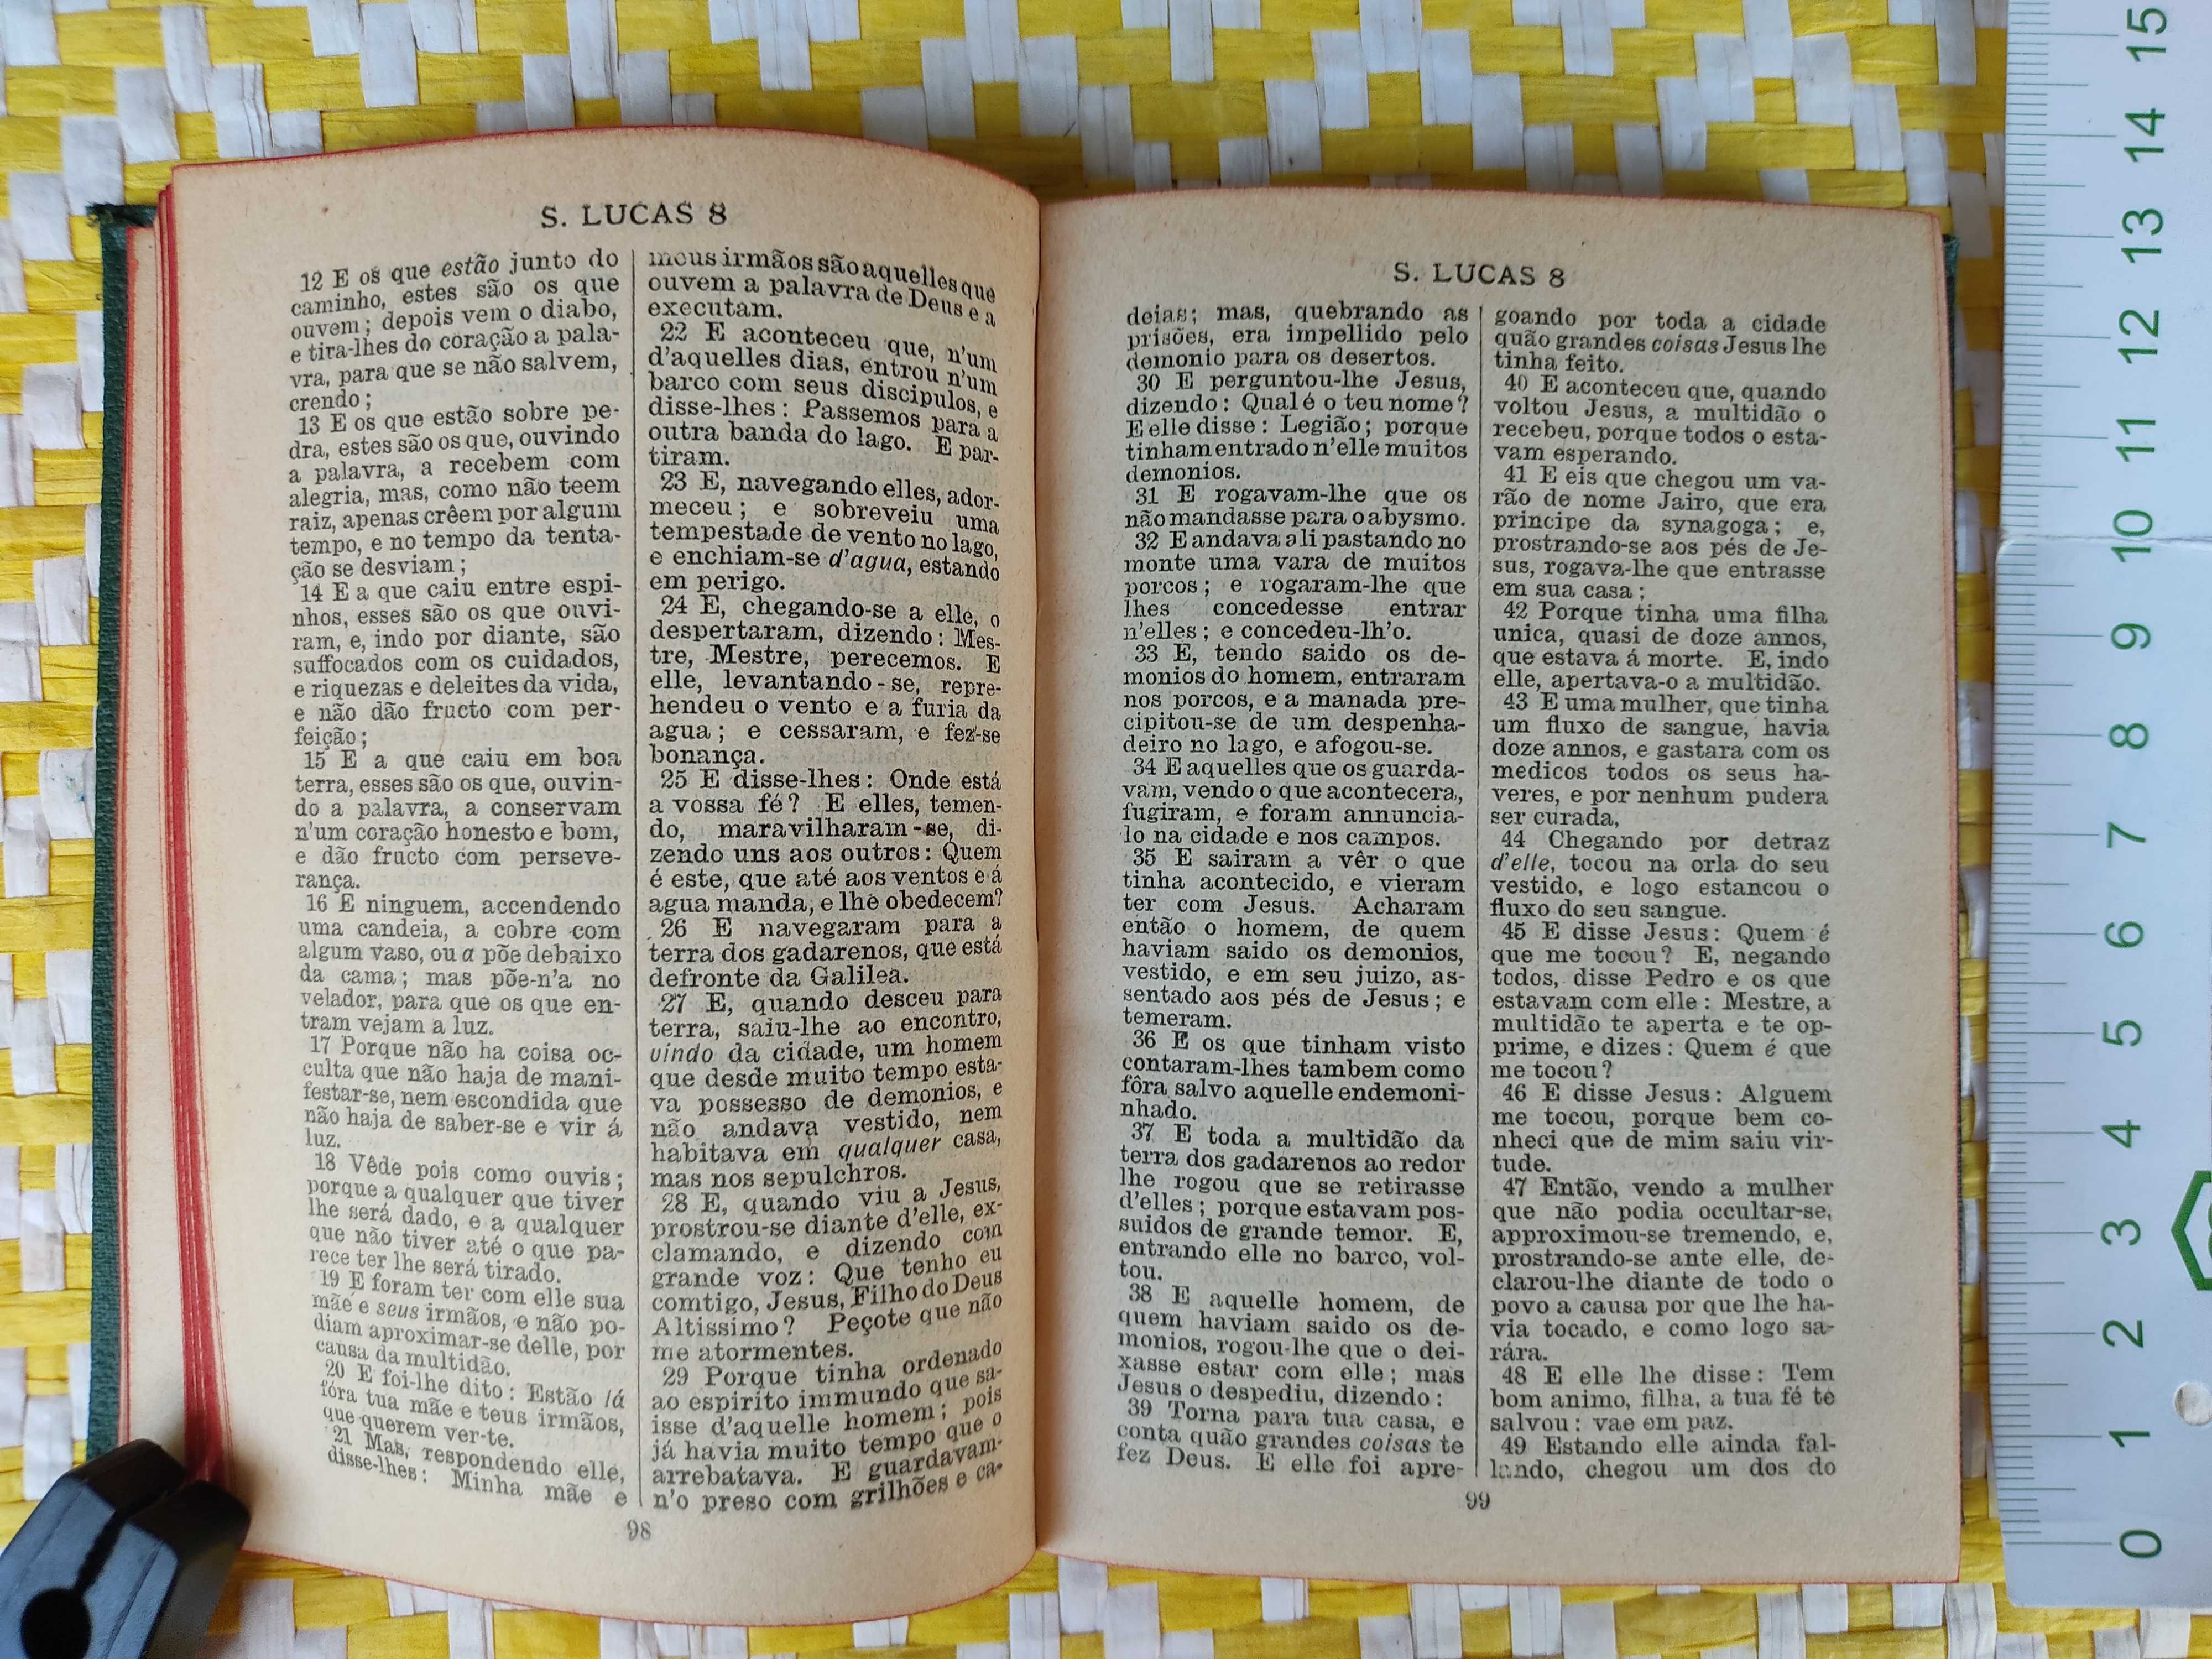 S. LUCAS 8
12 E os que estão junto do
caminho, estes são os que
ouvem; depois vem o diabo,
e tira-lhes do coração a pala-
vra, para que se não salvem,
crendo;
13 E os que estão sobre pe-
dra, estes são os que, ouvindo
a palavra, a recebem com
alegria, mas, como não teem
raiz, apenas crêem por algum
tempo, e no tempo da tenta-
ção se desviam;
14 E a que caiu entre espi-
nhos, esses são os que ouvi-
ram, e, indo por diante, são
suffocados com os cuidados,
e riquezas e deleites da vida,
e não dão fructo com per-
feição;
15 E a que caiu em boa
terra, esses são os que, ouvin-
do a palavra, a conservam
n'um coração honesto e bom,
e dão fructo com perseve-
rança.
16 E ninguem, accendendo
uma candeia, a cobre com
algum vaso, ou a põe debaixo
da cama; mas põe-n'a no
velador, para que os que en-
tram vejam a luz.
17 Porque não ha coisa oc-
culta que não haja de mani-
festar-se, nem escondida que
não haja de saber-se e vir á
luz.
18 Vêde pois como ouvis;
porque a qualquer que tiver
lhe será dado, e a qualquer
que não tiver até o que pa-
rece ter lhe será tirado.
19 E foram ter com elle sua
mãe e seus irmãos, e não po-
diam aproximar-se delle, por
causa da multidão.
20 E foi-lhe dito: Estão lá
fóra tua mãe e teus irmãos,
que querem ver-te.
21 Mas, respondendo elle,
disse-lhes: Minha mãe e
meus irmãos são aquelles que
ouvem a palavra de Deus e a
executam.
22 E aconteceu que, n'um
d'aquelles dias, entrou n'um
barco com seus discipulos, e
disse-lhes: Passemos para a
outra banda do lago. E par-
tiram.
23 E, navegando elles, ador-
meceu; e sobreveiu uma
tempestade de vento no lago,
e enchiam-se d'agua, estando
em perigo.
24 E, chegando-se a elle, o
despertaram, dizendo: Mes-
tre, Mestre, perecemos. E
elle, levantando-se, repre-
hendeu o vento e a furia da
agua; e cessaram, e fez-se
bonança.
25 E disse-lhes: Onde está
a vossa fé? E elles, temen-
do, maravilharam-se, di-
zendo uns aos outros: Quem
é este, que até aos ventos e á
agua manda, e lhe obedecem?
26 E navegaram para a
terra dos gadarenos, que está
defronte da Galilea.
27 E, quando desceu para
terra, saiu-lhe ao encontro,
vindo da cidade, um homem
que desde muito tempo esta-
va possesso de demonios, e
não andava vestido, nem
habitava em qualquer casa,
mas nos sepulchros.
28 E, quando viu a Jesus,
prostrou-se diante d'elle, ex-
clamando, e dizendo com
grande voz: Que tenho eu
comtigo, Jesus, Filho do Deus
Altissimo? Peçote que não
me atormentes.
29 Porque tinha ordenado
ao espirito immundo que sa-
isse d'aquelle homem; pois
já havia muito tempo que o
arrebatava. E guardavam-
n'o preso com grilhões e ca-
98
S. LUCAS 8
deias; mas, quebrando as
prisões, era impellido pelo
demonio para os desertos.
30 E perguntou-lhe Jesus,
dizendo: Qual é o teu nome?
E elle disse: Legião; porque
tinham entrado n'elle muitos
demonios.
31 E rogavam-lhe que os
não mandasse para o abysmo.
32 E andava ali pastando no
monte uma vara de muitos
porcos; e rogaram-lhe que
lhes concedesse entrar
n'elles; e concedeu-lh'o.
33 E, tendo saido os de-
monios do homem, entraram
nos porcos, e a manada pre-
cipitou-se de um despenha-
deiro no lago, e afogou-se.
34 E aquelles que os guarda-
vam, vendo o que acontecera,
fugiram, e foram annuncia-
lo na cidade e nos campos.
35 E sairam a vêr o que
tinha acontecido, e vieram
ter com Jesus. Acharam
então o homem, de quem
haviam saido os demonios,
vestido, e em seu juizo, as-
sentado aos pés de Jesus; e
temeram.
36 E os que tinham visto
contaram-lhes tambem como
fôra salvo aquelle endemoni-
nhado.
37 E toda a multidão da
terra dos gadarenos ao redor
lhe rogou que se retirasse
d'elles; porque estavam pos-
suidos de grande temor. E,
entrando elle no barco, vol-
tou.
38 E aquelle homem, de
quem haviam saido os de-
monios, rogou-lhe que o dei-
xasse estar com elle; mas
Jesus o despediu, dizendo:
39 Torna para tua casa, e
conta quão grandes coisas te
fez Deus. E elle foi apre-
goando por toda a cidade
quão grandes coisas Jesus lhe
tinha feito.
40 E aconteceu que, quando
voltou Jesus, a multidão o
recebeu, porque todos o esta-
vam esperando.
41 E eis que chegou um va-
rão de nome Jairo, que era
principe da synagoga; e,
prostrando-se aos pés de Je-
sus, rogava-lhe que entrasse
em sua casa;
42 Porque tinha uma filha
unica, quasi de doze annos,
que estava á morte. E, indo
elle, apertava-o a multidão.
43 E uma mulher, que tinha
um fluxo de sangue, havia
doze annos, e gastara com os
medicos todos os seus ha-
veres, e por nenhum pudera
ser curada,
44 Chegando por detraz
d'elle, tocou na orla do seu
vestido, e logo estancou o
fluxo do seu sangue.
45 E disse Jesus: Quem é
que me tocou? E, negando
todos, disse Pedro e os que
estavam com elle: Mestre, a
multidão te aperta e te op-
prime, e dizes: Quem é que
me tocou?
46 E disse Jesus: Alguem
me tocou, porque bem co-
nheci que de mim saiu vir-
tude.
47 Então, vendo a mulher
que não podia occultar-se,
approximou-se tremendo, e,
prostrando-se ante elle, de-
clarou-lhe diante de todo o
povo a causa por que lhe ha-
via tocado, e como logo sa-
rára.
48 E elle lhe disse: Tem
bom animo, filha, a tua fé te
salvou: vae em paz.
49 Estando elle ainda fal-
lando, chegou um dos do
99
15
14
13
12
11
10
9
8
7
6
5
4
3
2
1
0